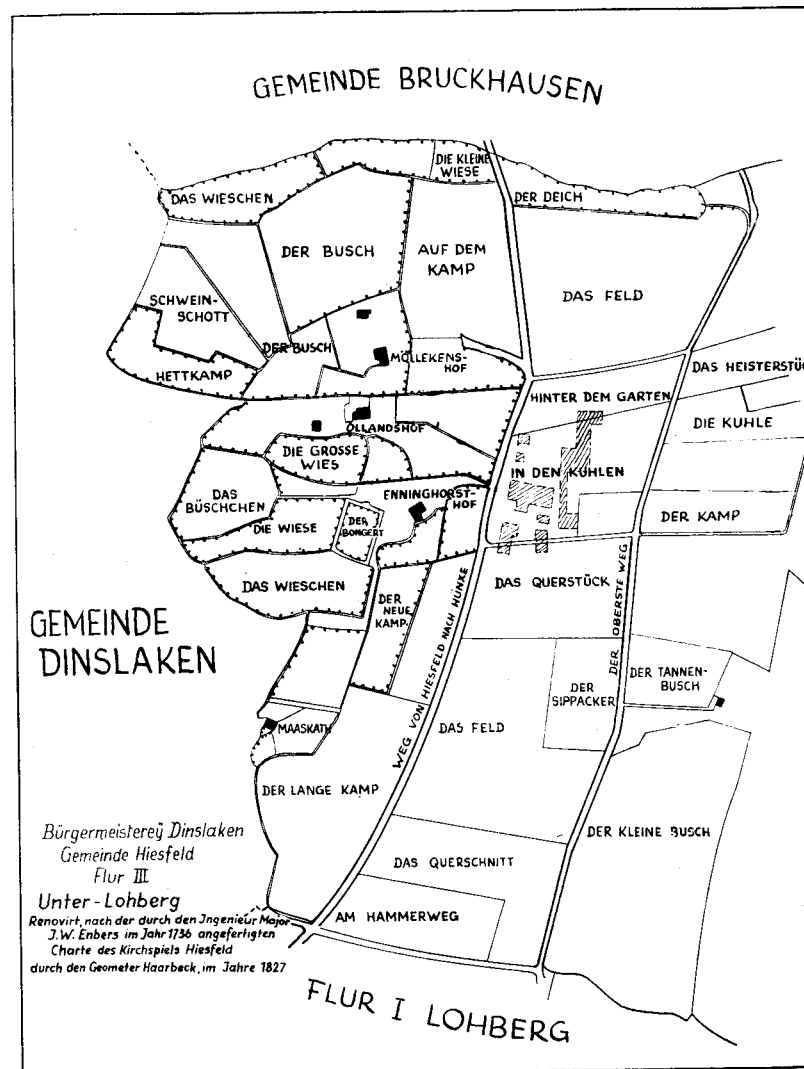 GEMEINDE BRUCKHAUSEN
DIE KLEINE
WIESE
DAS WIESCHEN
DER DEICH
DER BUSCH
AUF DEM
KAMP
DAS FELD
SCHWEIN-
SCHOTT
DER BUSCH
MÖLLEKENS-
HOF
HETTKAMP
DAS HEISTERSTÜC
HINTER DEM GARTEN
DIE KUHLE
OLLANDSHOF
DIE GROSSE
WIES
IN DEN KUHLEN
DAS
BÜSCHCHEN
ENNINGHORST-
HOF
DER KAMP
DIE WIESE
DER
BONGERT
DAS WIESCHEN
DER
NEUE
KAMP
DAS QUERSTÜCK
GEMEINDE
DINSLAKEN
WEG VON HIESFELD NACH HÜNXE
DER OBERSTE WEG
DER TANNEN-
BUSCH
DER
SIPPACKER
MAASKATH
DAS FELD
DER LANGE KAMP
DER KLEINE BUSCH
DAS QUERSCHNITT
AM HAMMERWEG
Bürgermeisterey Dinslaken
Gemeinde Hiesfeld
Flur III
Unter-Lohberg
Renovirt, nach der durch den Ingenieur Major
J.W. Enbers im Jahr 1736 angefertigten
Charte des Kirchspiels Hiesfeld
durch den Geometer Haarbeck, im Jahre 1827
FLUR I LOHBERG